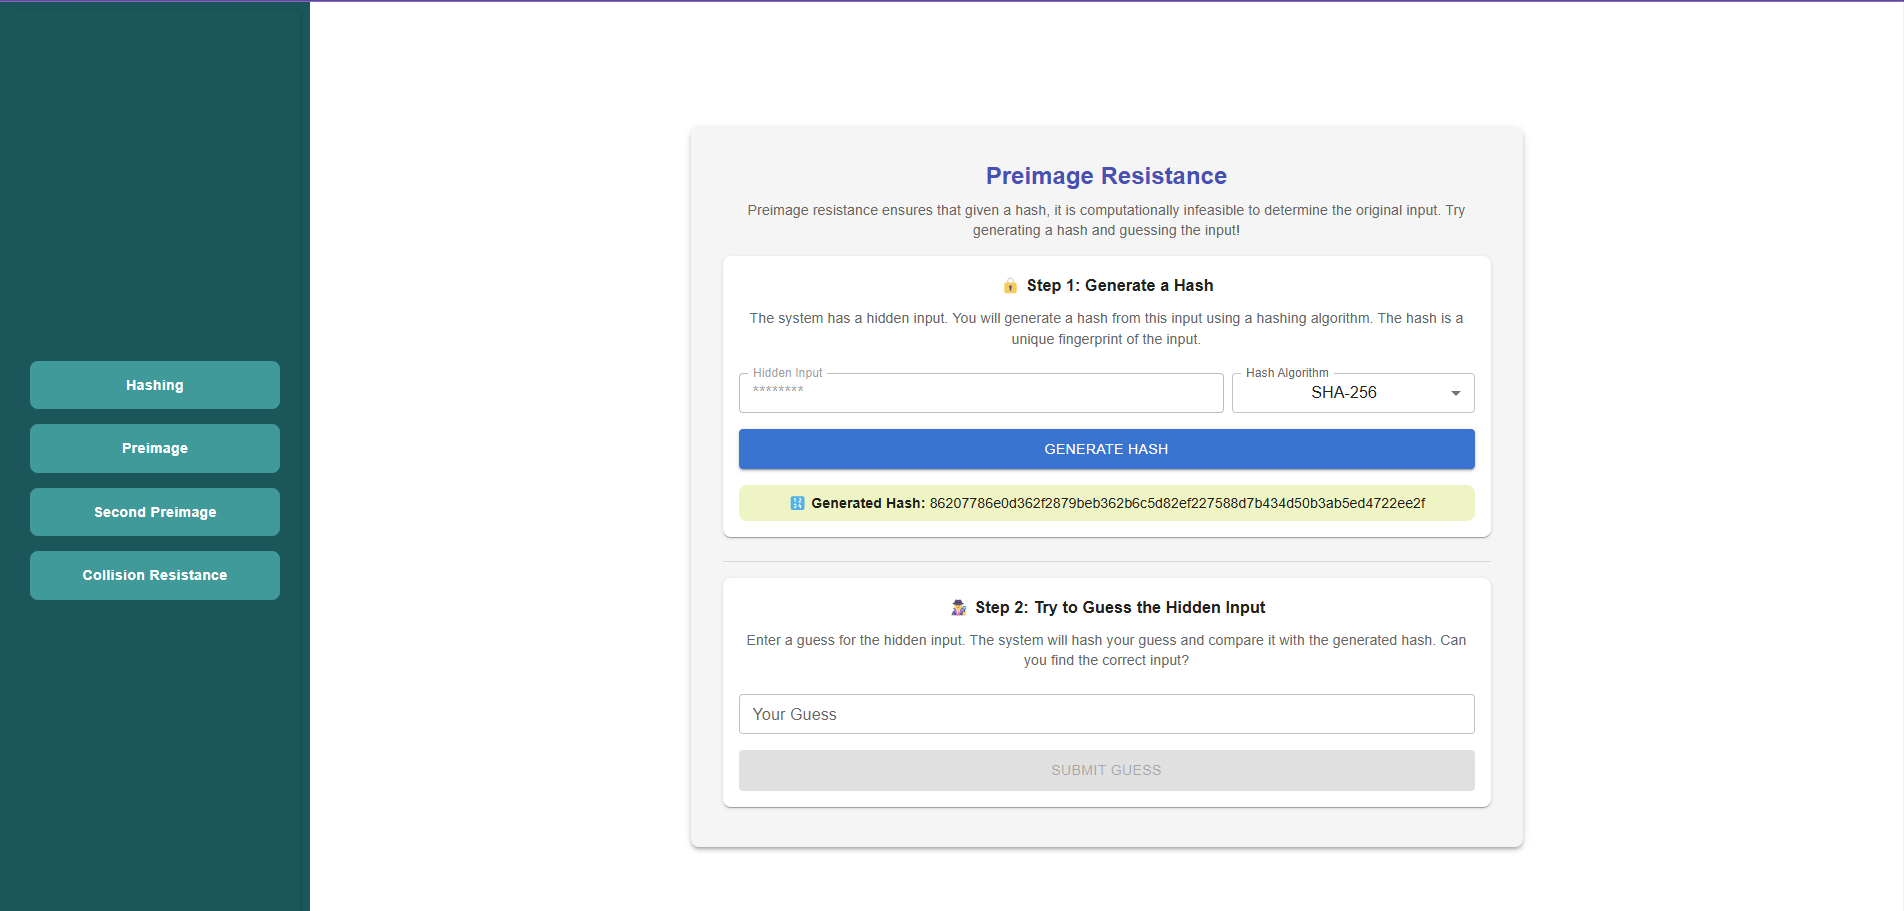 Hashing
Preimage
Second Preimage
Collision Resistance
Preimage Resistance
Preimage resistance ensures that given a hash, it is computationally infeasible to determine the original input. Try
generating a hash and guessing the input!
Step 1: Generate a Hash
The system has a hidden input. You will generate a hash from this input using a hashing algorithm. The hash is a
unique fingerprint of the input.
Hidden Input
********
Hash Algorithm
SHA-256
GENERATE HASH
Generated Hash: 86207786e0d362f2879beb362b6c5d82ef227588d7b434d50b3ab5ed4722ee2f
Step 2: Try to Guess the Hidden Input
Enter a guess for the hidden input. The system will hash your guess and compare it with the generated hash. Can
you find the correct input?
Your Guess
SUBMIT GUESS